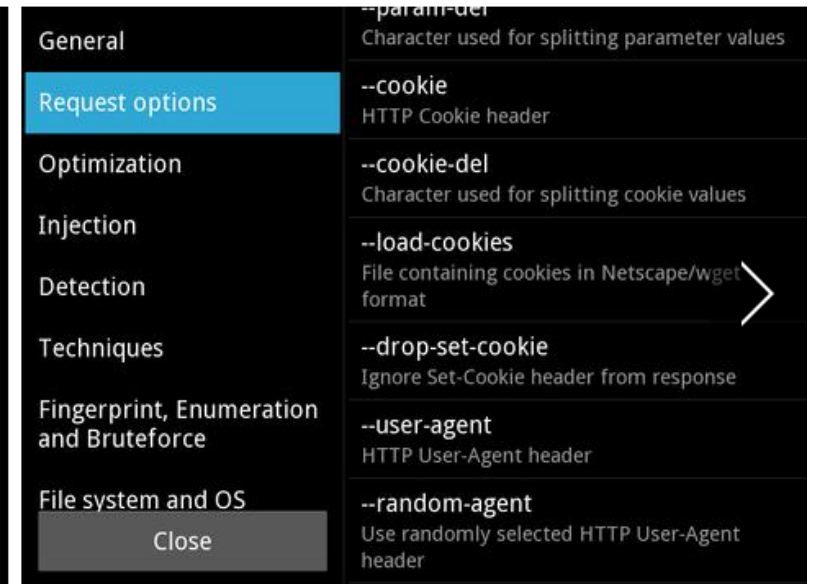 General
Request options
Optimization
Injection
Detection
Techniques
Fingerprint, Enumeration
and Bruteforce
File system and OS
Close
--param-del
Character used for splitting parameter values
--cookie
HTTP Cookie header
--cookie-del
Character used for splitting cookie values
--load-cookies
File containing cookies in Netscape/wget
format
--drop-set-cookie
Ignore Set-Cookie header from response
--user-agent
HTTP User-Agent header
--random-agent
Use randomly selected HTTP User-Agent
header